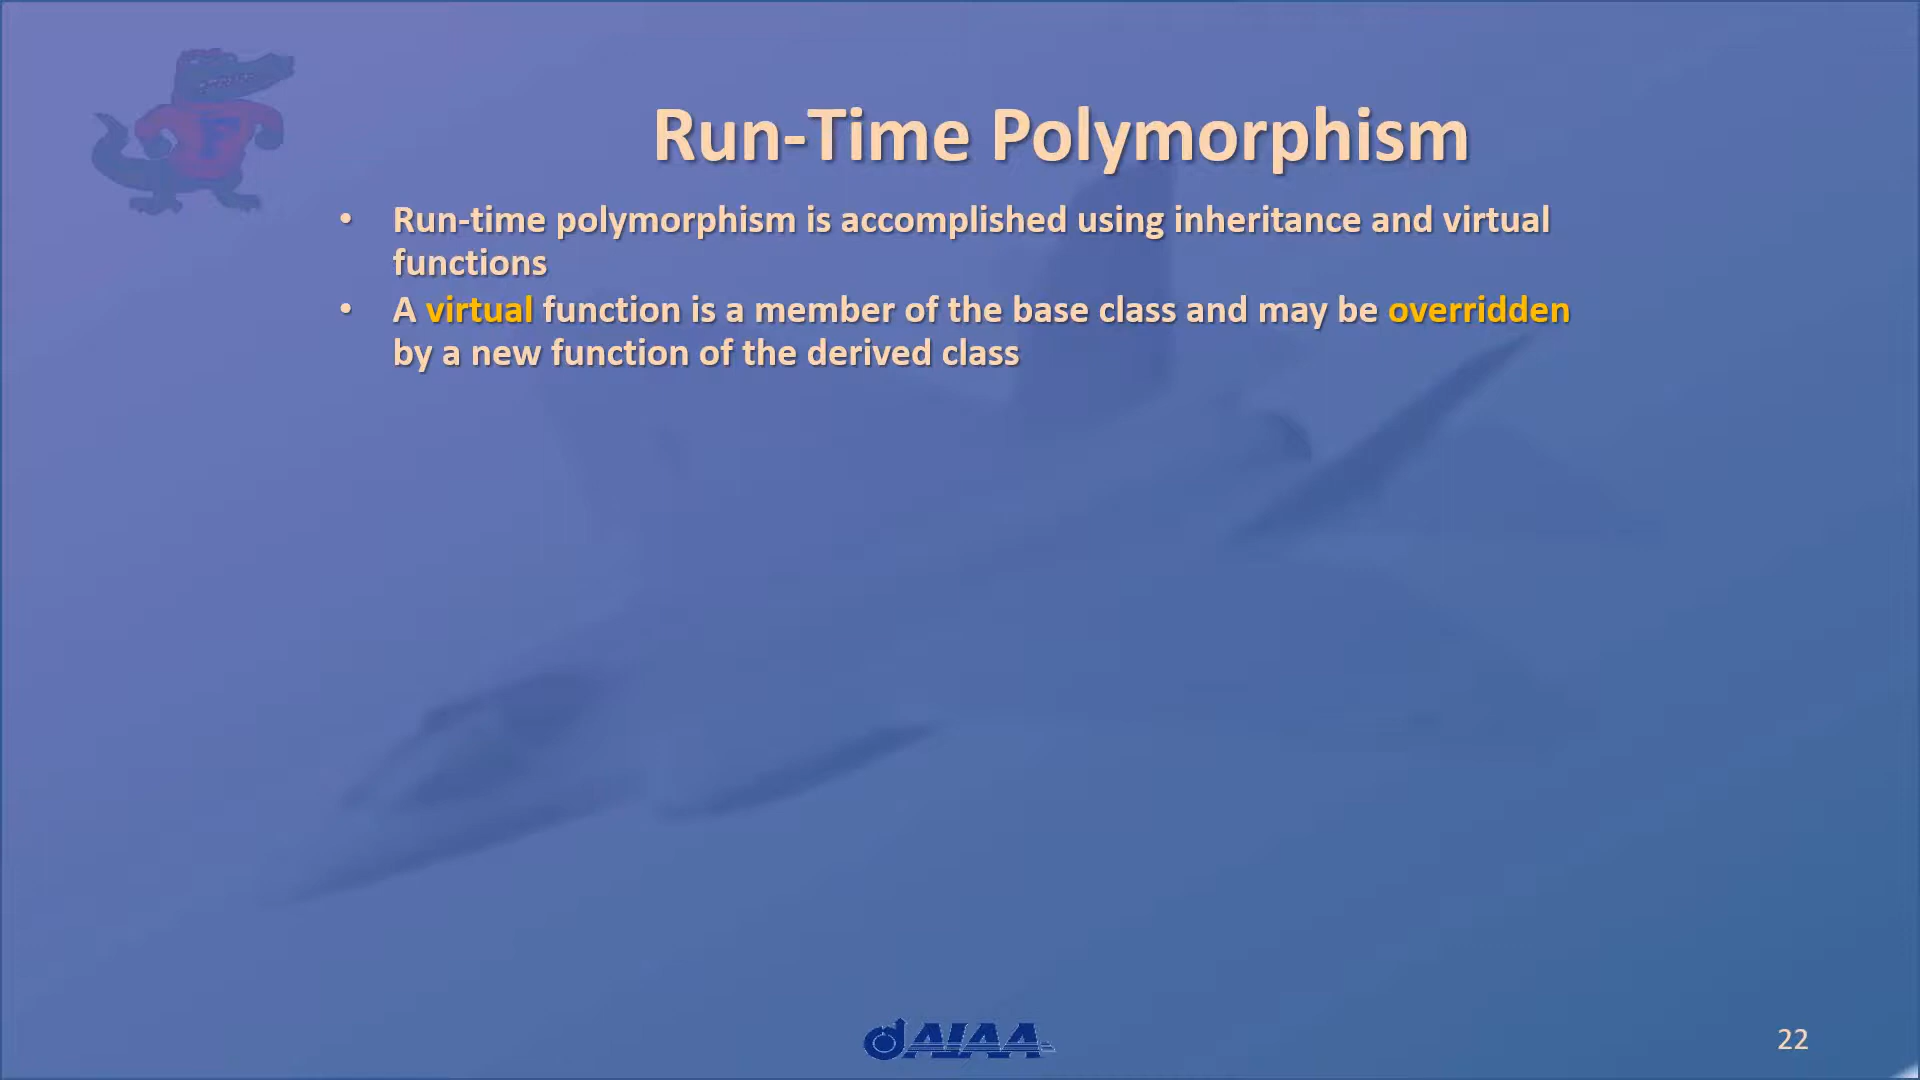 Run-Time Polymorphism
• Run-time polymorphism is accomplished using inheritance and virtual
functions
• A virtual function is a member of the base class and may be overridden
by a new function of the derived class
F
AIAA
22